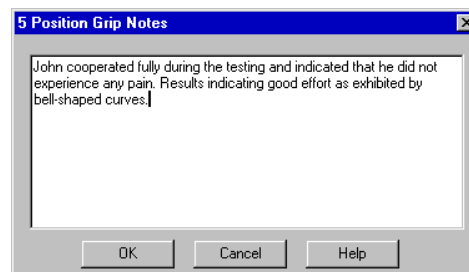 5 Position Grip Notes
John cooperated fully during the testing and indicated that he did not
experience any pain. Results indicating good effort as exhibited by
bell-shaped curves.
OK Cancel Help